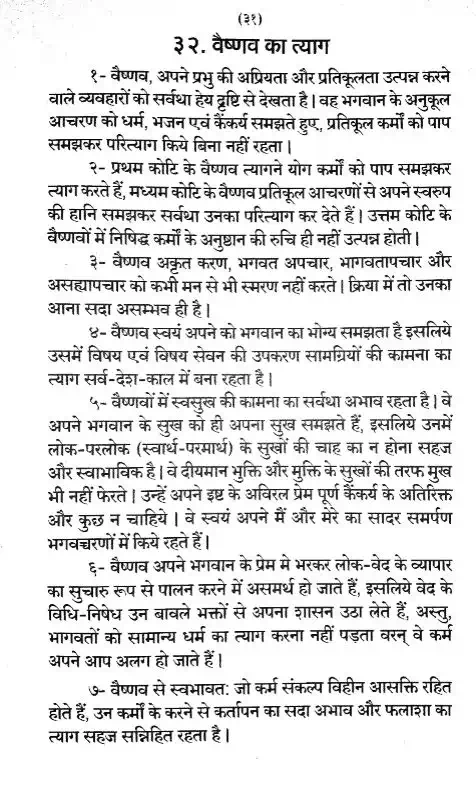 (३१)
३२. वैष्णव का त्याग
१- वैष्णव, अपने प्रभु की अप्रियता और प्रतिकूलता उत्पन्न करने
वाले व्यवहारों को सर्वथा हेय दृष्टि से देखता है। वह भगवान के अनुकूल
आचरण को धर्म, भजन एवं कैंकर्य समझते हुए, प्रतिकूल कर्मों को पाप
समझकर परित्याग किये बिना नहीं रहता।
२- प्रथम कोटि के वैष्णव त्यागने योग कर्मों को पाप समझकर
त्याग करते हैं, मध्यम कोटि के वैष्णव प्रतिकूल आचरणों से अपने स्वरुप
की हानि समझकर सर्वथा उनका परित्याग कर देते हैं। उत्तम कोटि के
वैष्णवों में निषिद्ध कर्मों के अनुष्ठान की रुचि ही नहीं उत्पन्न होती।
३- वैष्णव अकृत करण, भगवत अपचार, भागवतापचार और
असह्यापचार को कभी मन से भी स्मरण नहीं करते। क्रिया में तो उनका
आना सदा असम्भव ही है।
४- वैष्णव स्वयं अपने को भगवान का भोग्य समझता है इसलिये
उसमें विषय एवं विषय सेवन की उपकरण सामग्रियों की कामना का
त्याग सर्व-देश-काल में बना रहता है।
५- वैष्णवों में स्वसुख की कामना का सर्वथा अभाव रहता है। वे
अपने भगवान के सुख को ही अपना सुख समझते हैं, इसलिये उनमें
लोक-परलोक (स्वार्थ-परमार्थ) के सुखों की चाह का न होना सहज
और स्वाभाविक है। वे दीयमान भुक्ति और मुक्ति के सुखों की तरफ मुख
भी नहीं फेरते। उन्हें अपने इष्ट के अविरल प्रेम पूर्ण कैंकर्य के अतिरिक्त
और कुछ न चाहिये। वे स्वयं अपने मैं और मेरे का सादर समर्पण
भगवच्चरणों में किये रहते हैं।
६- वैष्णव अपने भगवान के प्रेम मे भरकर लोक-वेद के व्यापार
का सुचारु रूप से पालन करने में असमर्थ हो जाते हैं, इसलिये वेद के
विधि-निषेध उन बावले भक्तों से अपना शासन उठा लेते हैं, अस्तु,
भागवतों को सामान्य धर्म का त्याग करना नहीं पड़ता वरन् वे कर्म
अपने आप अलग हो जाते हैं।
७- वैष्णव से स्वभावत: जो कर्म संकल्प विहीन आसक्ति रहित
होते हैं, उन कर्मों के करने से कर्तापन का सदा अभाव और फलाशा का
त्याग सहज सन्निहित रहता है।